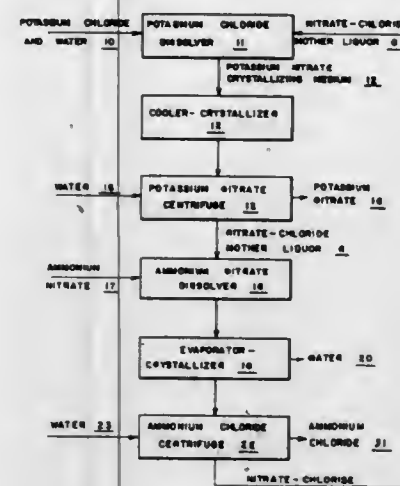 POTASSIUM CHLORIDE
AND WATER 10
POTASSIUM CHLORIDE
DISSOLVER 11
NITRATE-CHLORIDE
MOTHER LIQUOR
POTASSIUM NITRATE
CRYSTALLIZING MEDIUM 12
COOLER-CRYSTALLIZER
WATER
POTASSIUM NITRATE
CENTRIFUGE
POTASSIUM
NITRATE
NITRATE-CHLORIDE
MOTHER LIQUOR
AMMONIUM
NITRATE 17
AMMONIUM NITRATE
DISSOLVER
EVAPORATOR-
CRYSTALLIZER
WATER 20
WATER 23
AMMONIUM CHLORIDE
CENTRIFUGE
AMMONIUM
CHLORIDE
NITRATE-CHLORIDE